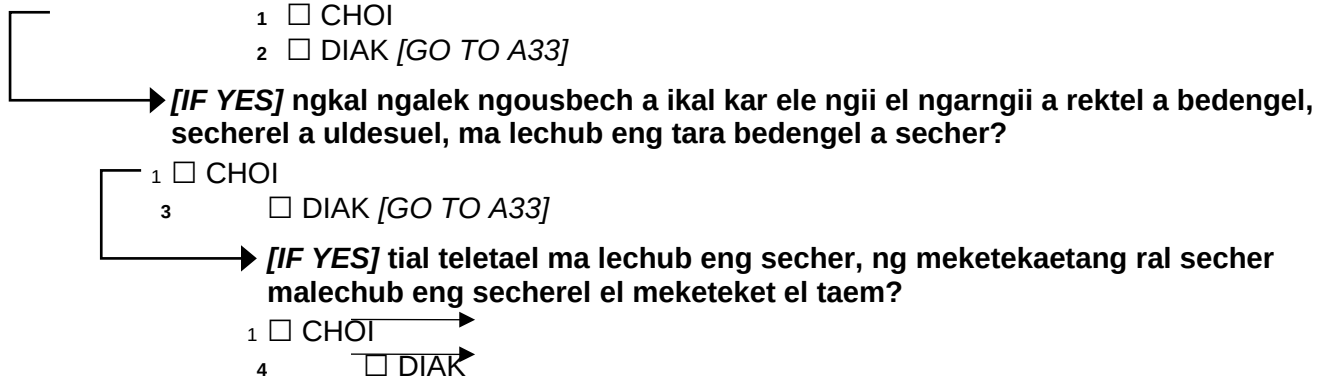 1 ☐ CHOI
2 ☐ DIAK [GO TO A33]
[IF YES] ngkal ngalek ngousbech a ikal kar ele ngii el ngarngii a rektel a bedengel,
secherel a uldesuel, ma lechub eng tara bedengel a secher?
1 ☐ CHOI
3 ☐ DIAK [GO TO A33]
[IF YES] tial teletael ma lechub eng secher, ng meketekaetang ral secher
malechub eng secherel el meketeket el taem?
1 ☐ CHOI
4 ☐ DIAK